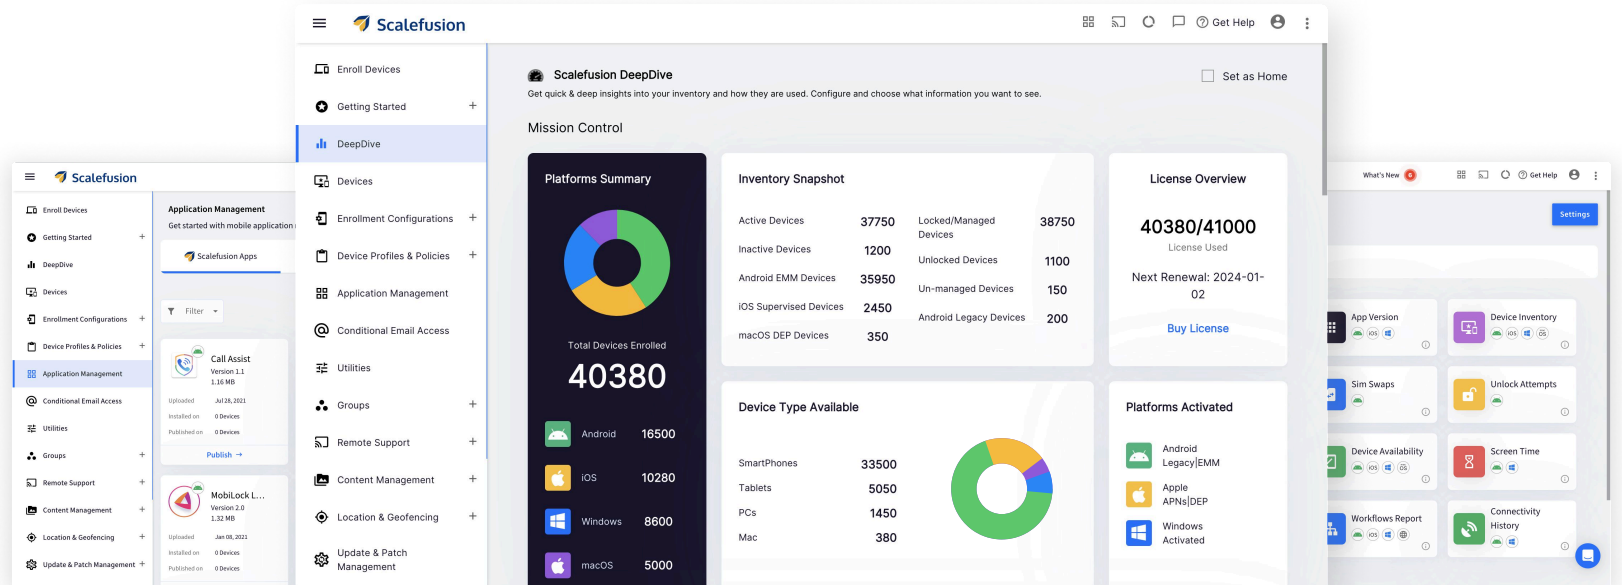 Scalefusion
Enroll Devices
Getting Started +
DeepDive
Devices
Enrollment Configurations +
Device Profiles & Policies +
Application Management
Conditional Email Access
Utilities
Groups +
Remote Support +
Content Management +
Location & Geofencing +
Update & Patch Management +
Application Management
Get started with mobile application
Scalefusion Apps
Filter
Call Assist
Version 1.1
1.16 MB
Uploaded Jul 28, 2021
Installed on 0 Devices
Published on 0 Devices
Publish →
MobiLock L...
Version 2.0
1.32 MB
Uploaded Jan 08, 2021
Installed on 0 Devices
Published on 0 Devices
Scalefusion
Get Help
Enroll Devices
Getting Started +
DeepDive
Devices
Enrollment Configurations +
Device Profiles & Policies +
Application Management
Conditional Email Access
Utilities
Groups +
Remote Support +
Content Management +
Location & Geofencing +
Update & Patch
Management
Scalefusion DeepDive
Set as Home
Get quick & deep insights into your inventory and how they are used. Configure and choose what information you want to see.
Mission Control
Platforms Summary
Total Devices Enrolled
40380
Android 16500
iOS 10280
Windows 8600
macOS 5000
Inventory Snapshot
Active Devices 37750
Inactive Devices 1200
Android EMM Devices 35950
iOS Supervised Devices 2450
macOS DEP Devices 350
Locked/Managed
Devices 38750
Unlocked Devices 1100
Un-managed Devices 150
Android Legacy Devices 200
License Overview
40380/41000
License Used
Next Renewal: 2024-01-
02
Buy License
Device Type Available
SmartPhones 33500
Tablets 5050
PCs 1450
Mac 380
Platforms Activated
Android
Legacy|EMM
Apple
APNs|DEP
Windows
Activated
What's New 6
Get Help
Settings
App Version
iOS
Device Inventory
iOS
Sim Swaps
Unlock Attempts
Device Availability
iOS
Screen Time
Workflows Report
iOS
Connectivity
History